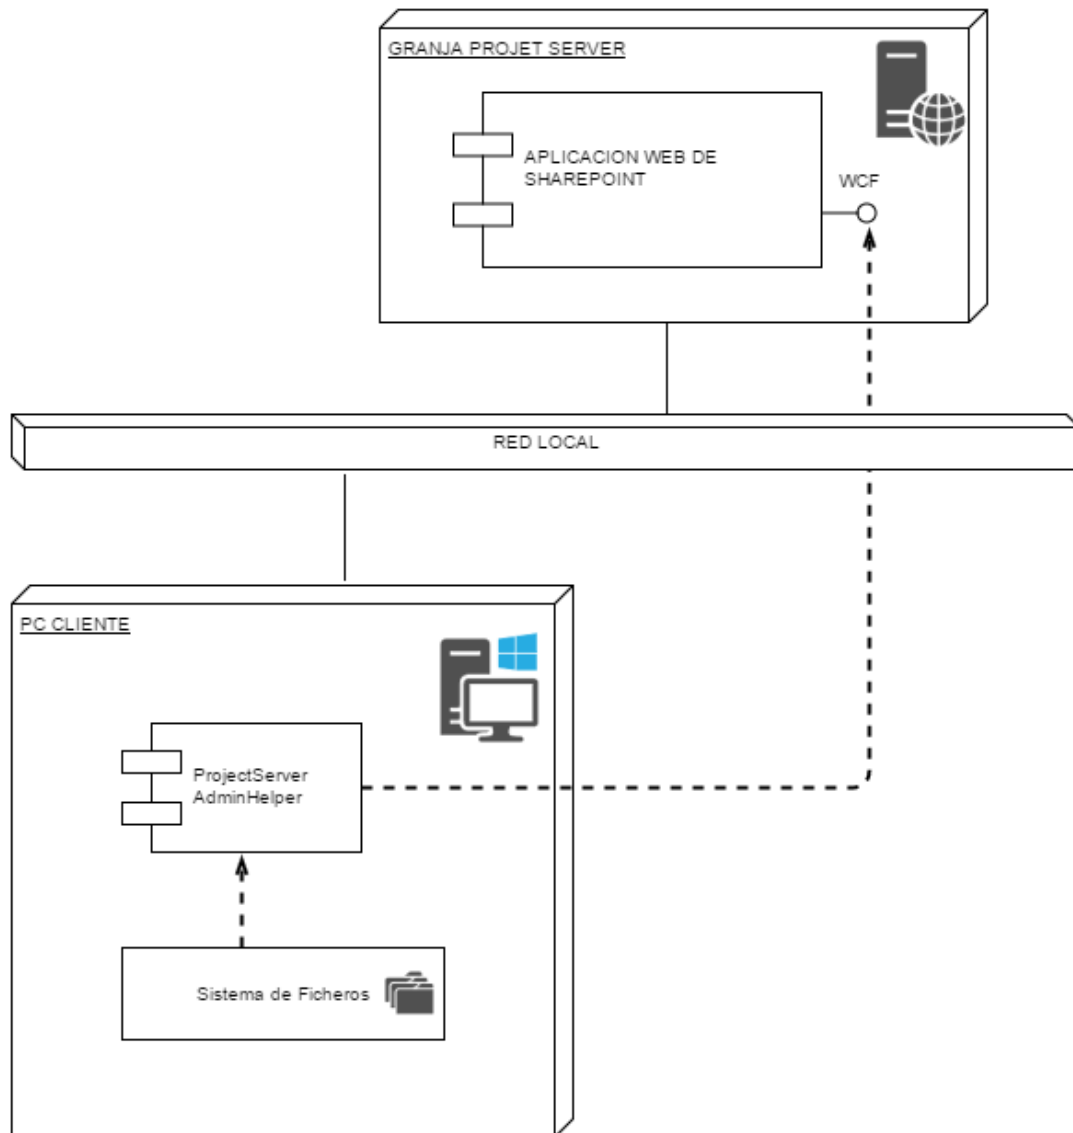 GRANJA PROJET SERVER
APLICACION WEB DE
SHAREPOINT
WCF
RED LOCAL
PC CLIENTE
ProjectServer
AdminHelper
Sistema de Ficheros